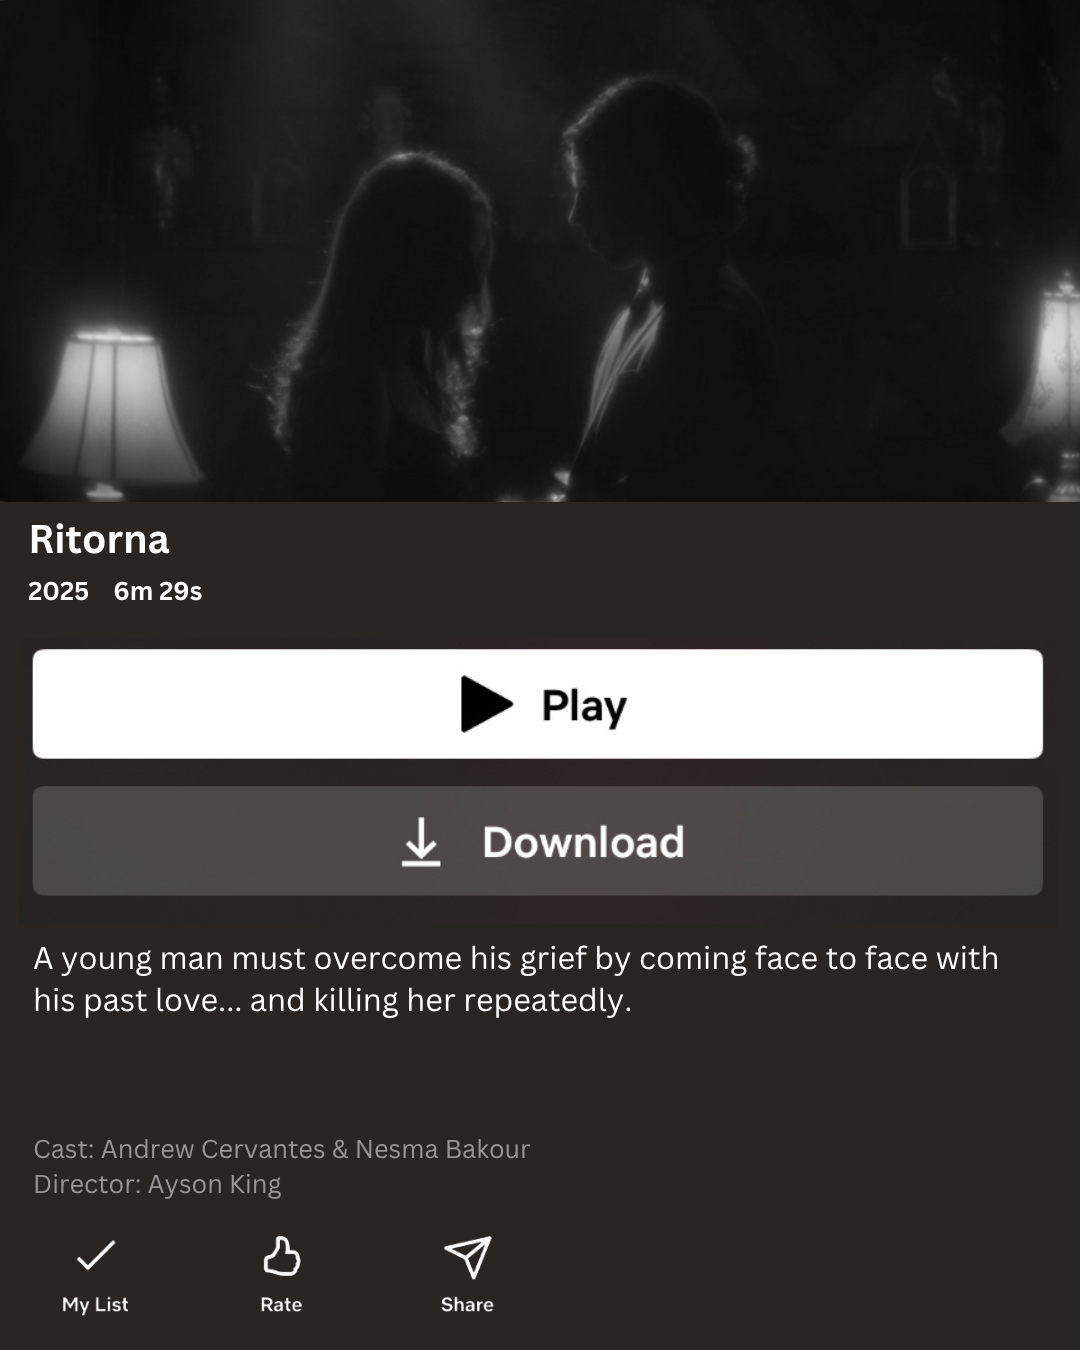 Ritorna
2025 6m 29s
Play
Download
A young man must overcome his grief by coming face to face with
his past love... and killing her repeatedly.
Cast: Andrew Cervantes & Nesma Bakour
Director: Ayson King
My List Rate Share